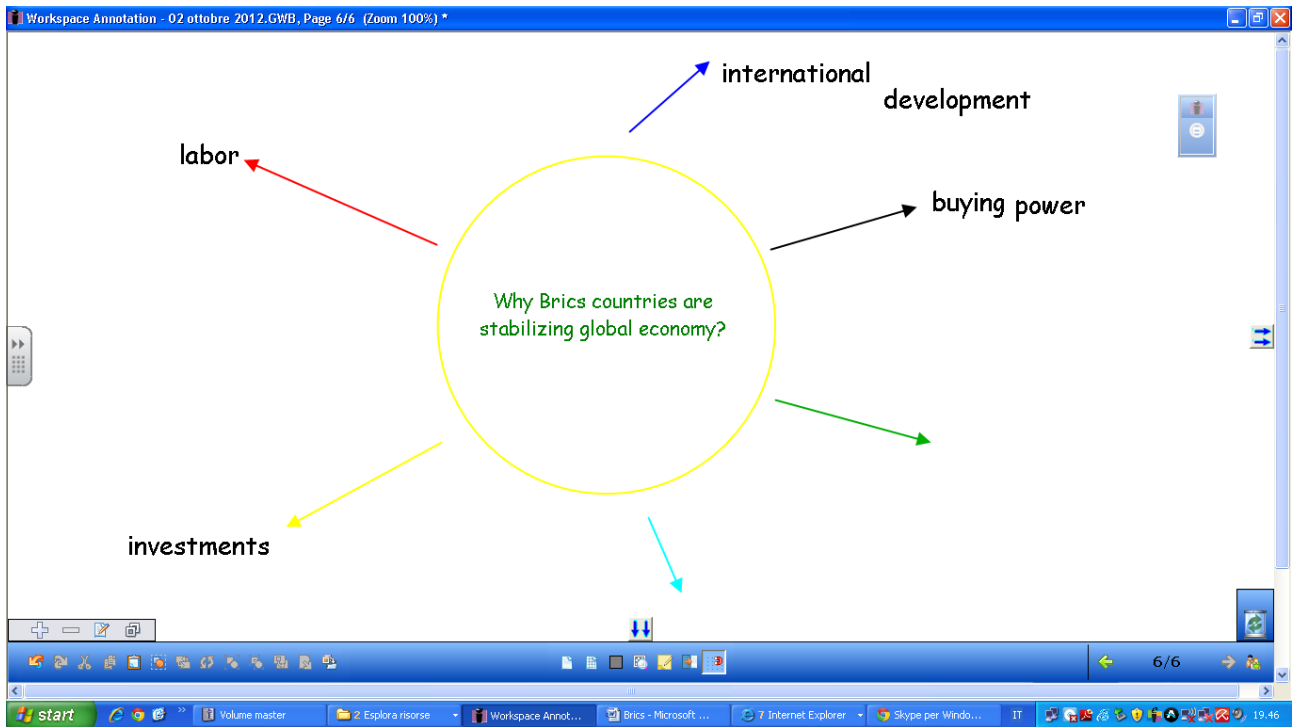 Workspace Annotation - 02 ottobre 2012.GWB, Page 6/6 (Zoom 100%) *
international
development
labor
buying power
Why Brics countries are
stabilizing global economy?
investments
6/6
start
Volume master
2 Esplora risorse
Workspace Annot...
Brics - Microsoft ...
7 Internet Explorer
Skype per Windo...
IT
19.46